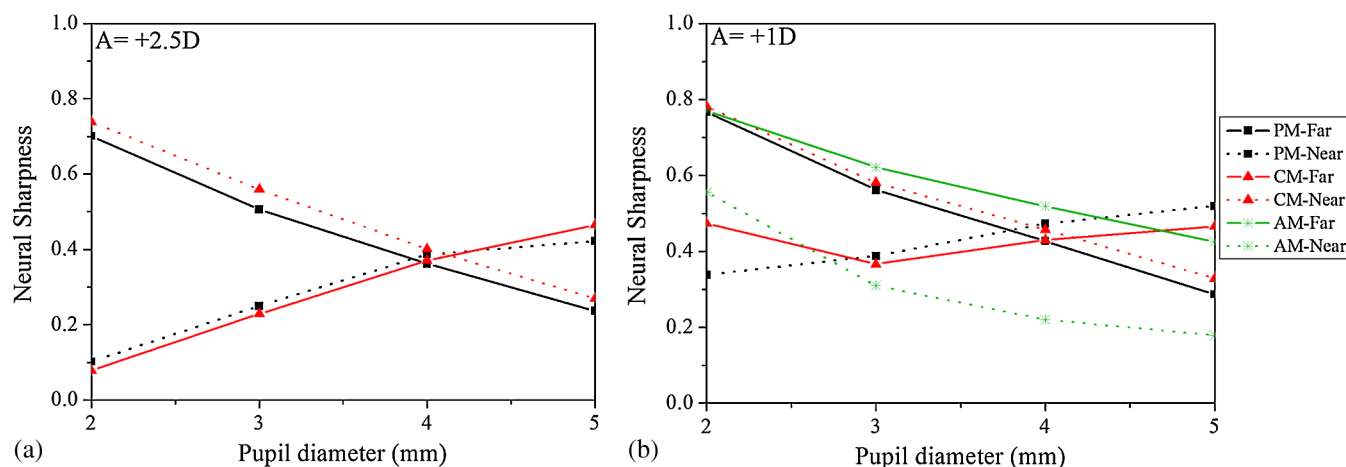 A= +2.5D
1.0
0.8
0.6
0.4
0.2
0.0
Neural Sharpness
2 3 4 5
Pupil diameter (mm)
(a)
A= +1D
1.0
0.8
0.6
0.4
0.2
0.0
Neural Sharpness
2 3 4 5
Pupil diameter (mm)
(b)
PM-Far
PM-Near
CM-Far
CM-Near
AM-Far
AM-Near